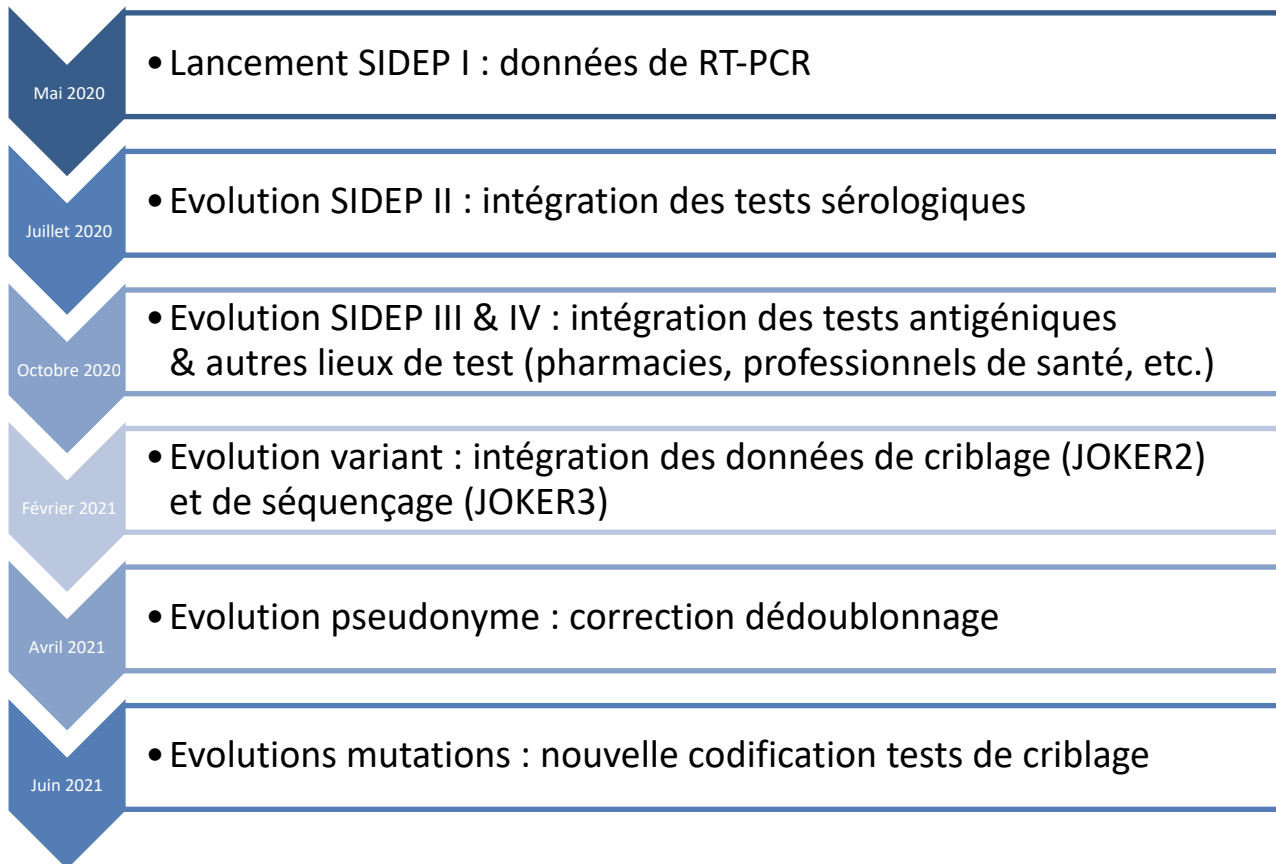 Mai 2020
• Lancement SIDEP I : données de RT-PCR
Juillet 2020
• Evolution SIDEP II : intégration des tests sérologiques
Octobre 2020
• Evolution SIDEP III & IV : intégration des tests antigéniques
& autres lieux de test (pharmacies, professionnels de santé, etc.)
Février 2021
• Evolution variant : intégration des données de criblage (JOKER2)
et de séquençage (JOKER3)
Avril 2021
• Evolution pseudonyme : correction dédoublonnage
Juin 2021
• Evolutions mutations : nouvelle codification tests de criblage